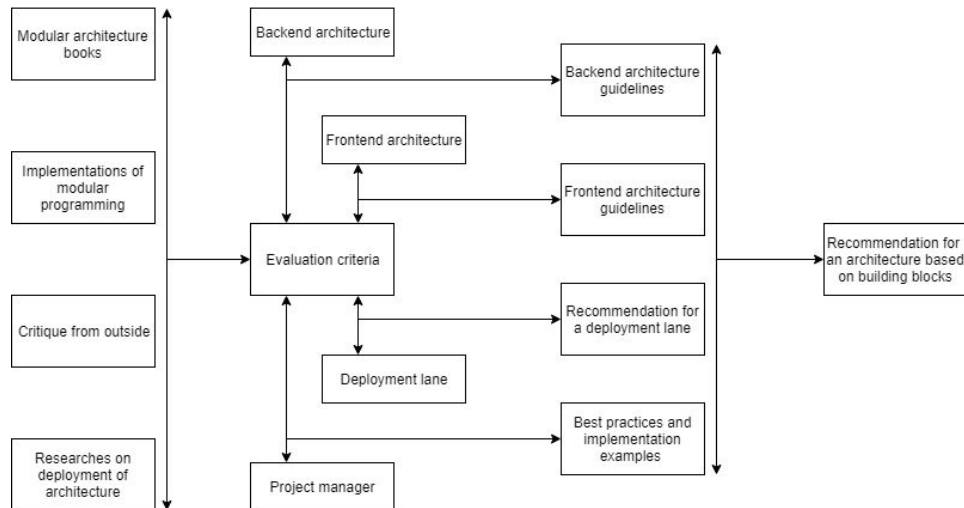 Modular architecture
books
Implementations of
modular
programming
Critique from outside
Researches on
deployment of
architecture
Backend architecture
Frontend architecture
Evaluation criteria
Deployment lane
Project manager
Backend architecture
guidelines
Frontend architecture
guidelines
Recommendation for
a deployment lane
Best practices and
implementation
examples
Recommendation for
an architecture based
on building blocks